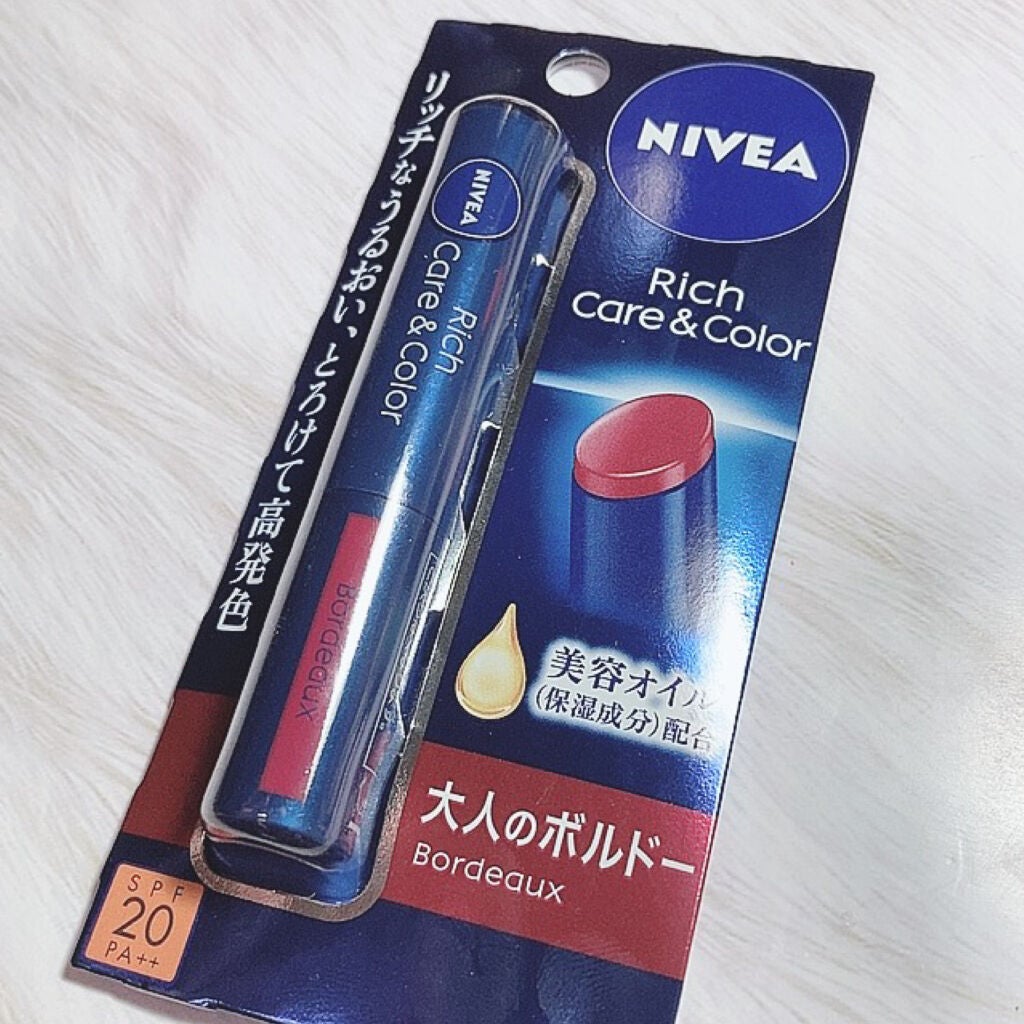 NIVEA
Rich
Care & Color
リッチなうるおい、とろけて高発色
NIVEA
Rich
Care & Color
Bordeaux
美容オイル
(保湿成分)配合
大人のボルドー
Bordeaux
SPF
20
PA++